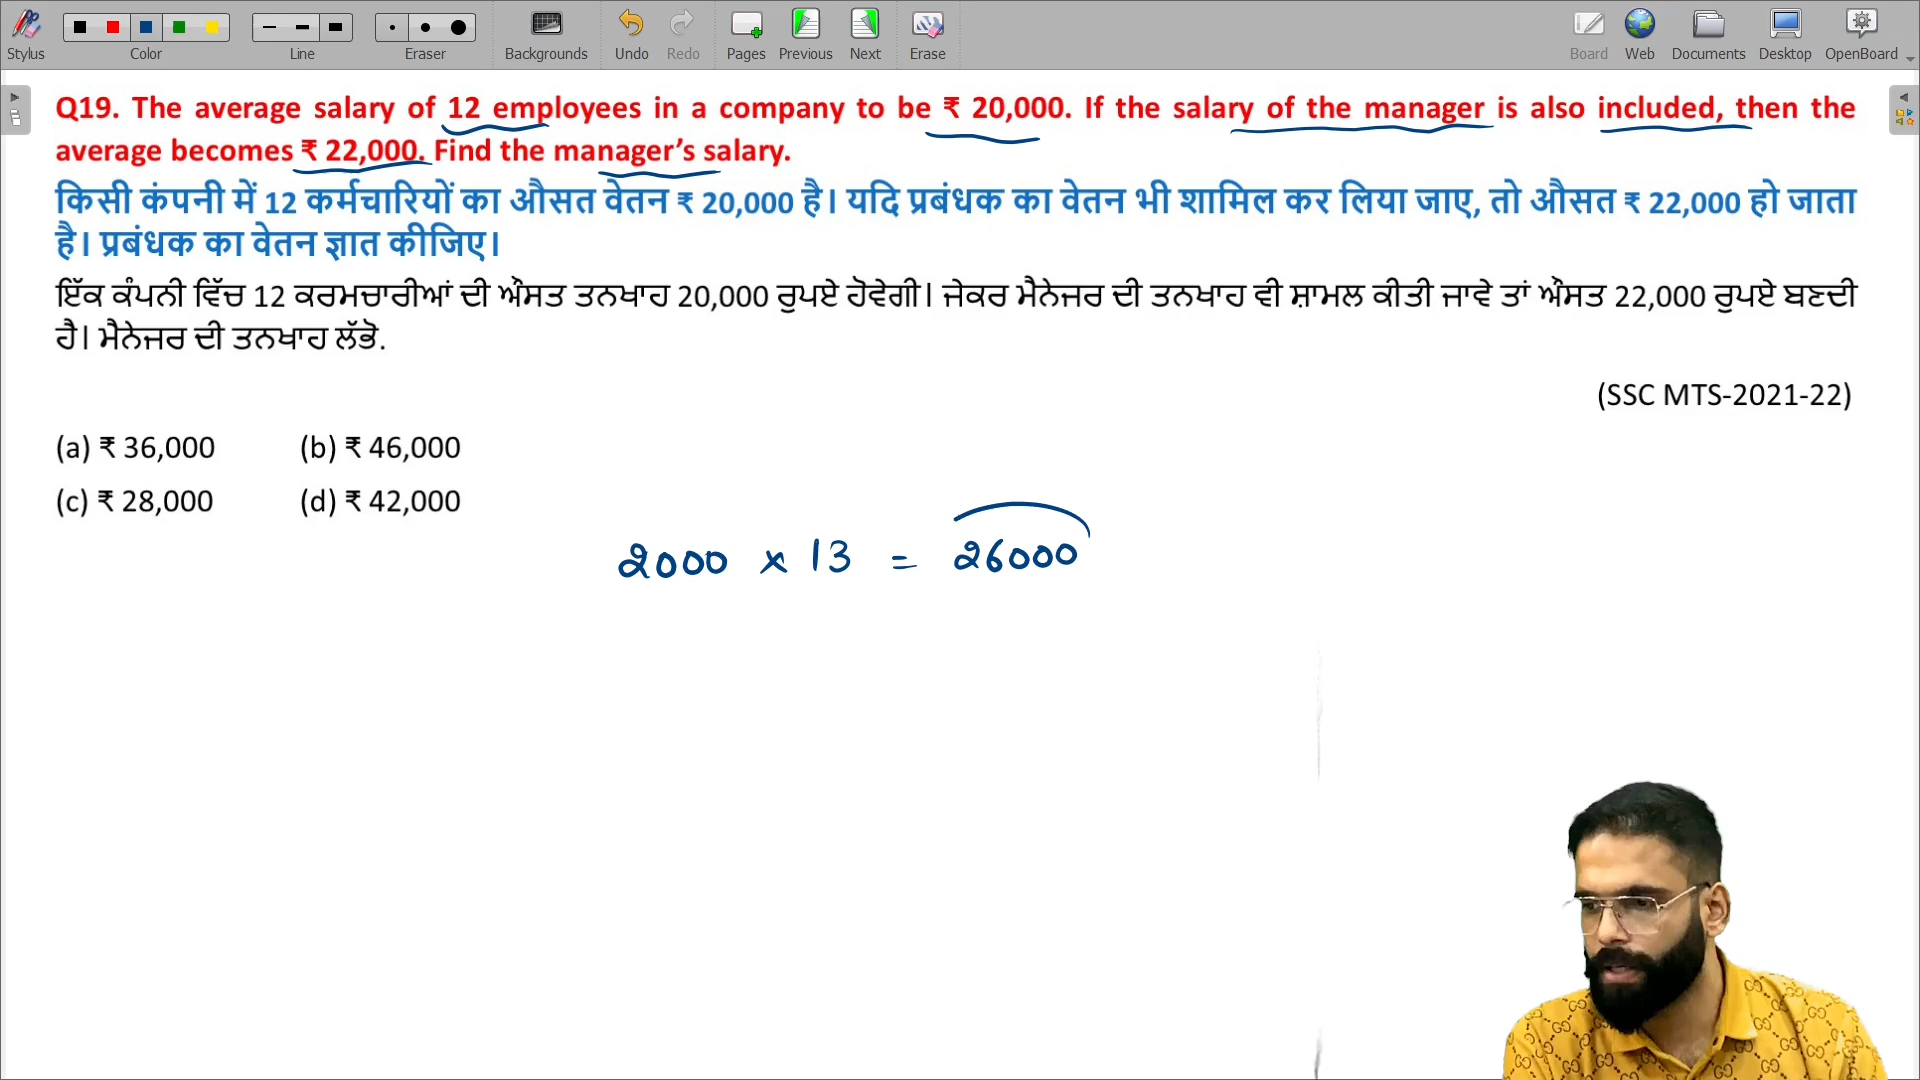 Stylus Color Line Eraser Backgrounds Undo Redo Pages Previous Next Erase Board Web Documents Desktop OpenBoard
Q19. The average salary of 12 employees in a company to be ₹ 20,000. If the salary of the manager is also included, then the
average becomes ₹ 22,000. Find the manager’s salary.
किसी कंपनी में 12 कर्मचारियों का औसत वेतन ₹ 20,000 है। यदि प्रबंधक का वेतन भी शामिल कर लिया जाए, तो औसत ₹ 22,000 हो जाता
है। प्रबंधक का वेतन ज्ञात कीजिए।
ਇੱਕ ਕੰਪਨੀ ਵਿੱਚ 12 ਕਰਮਚਾਰੀਆਂ ਦੀ ਔਸਤ ਤਨਖਾਹ 20,000 ਰੁਪਏ ਹੋਵੇਗੀ। ਜੇਕਰ ਮੈਨੇਜਰ ਦੀ ਤਨਖਾਹ ਵੀ ਸ਼ਾਮਲ ਕੀਤੀ ਜਾਵੇ ਤਾਂ ਔਸਤ 22,000 ਰੁਪਏ ਬਣਦੀ
ਹੈ। ਮੈਨੇਜਰ ਦੀ ਤਨਖਾਹ ਲੱਭੋ.
(SSC MTS-2021-22)
(a) ₹ 36,000 (b) ₹ 46,000
(c) ₹ 28,000 (d) ₹ 42,000
2000 × 13 = 26000